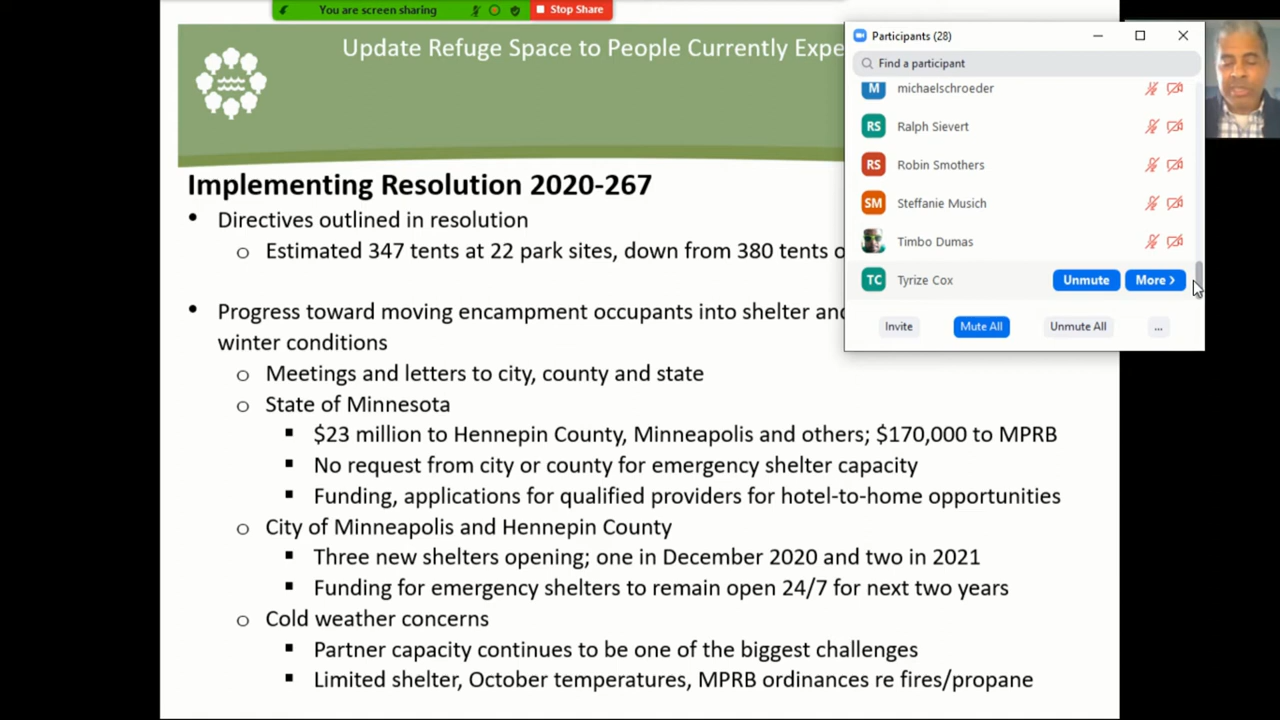 You are screen sharing
Stop Share
Update Refuge Space to People Currently Expe
Participants (28)
Find a participant
M michaelschroeder
RS Ralph Sievert
RS Robin Smothers
SM Steffanie Musich
Timbo Dumas
TC Tyrize Cox Unmute More >
Invite Mute All Unmute All ...
Implementing Resolution 2020-267
• Directives outlined in resolution
o Estimated 347 tents at 22 park sites, down from 380 tents o
• Progress toward moving encampment occupants into shelter and
winter conditions
o Meetings and letters to city, county and state
o State of Minnesota
▪ $23 million to Hennepin County, Minneapolis and others; $170,000 to MPRB
▪ No request from city or county for emergency shelter capacity
▪ Funding, applications for qualified providers for hotel-to-home opportunities
o City of Minneapolis and Hennepin County
▪ Three new shelters opening; one in December 2020 and two in 2021
▪ Funding for emergency shelters to remain open 24/7 for next two years
o Cold weather concerns
▪ Partner capacity continues to be one of the biggest challenges
▪ Limited shelter, October temperatures, MPRB ordinances re fires/propane